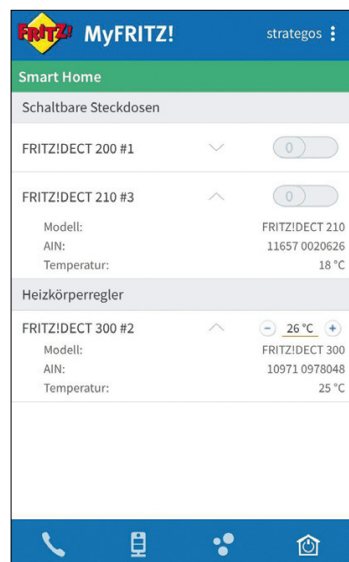 FRITZ! MyFRITZ! strategos
Smart Home
Schaltbare Steckdosen
FRITZ!DECT 200 #1 0
FRITZ!DECT 210 #3 0
Modell: FRITZ!DECT 210
AIN: 11657 0020626
Temperatur: 18 °C
Heizkörperregler
FRITZ!DECT 300 #2 − 26 °C +
Modell: FRITZ!DECT 300
AIN: 10971 0978048
Temperatur: 25 °C